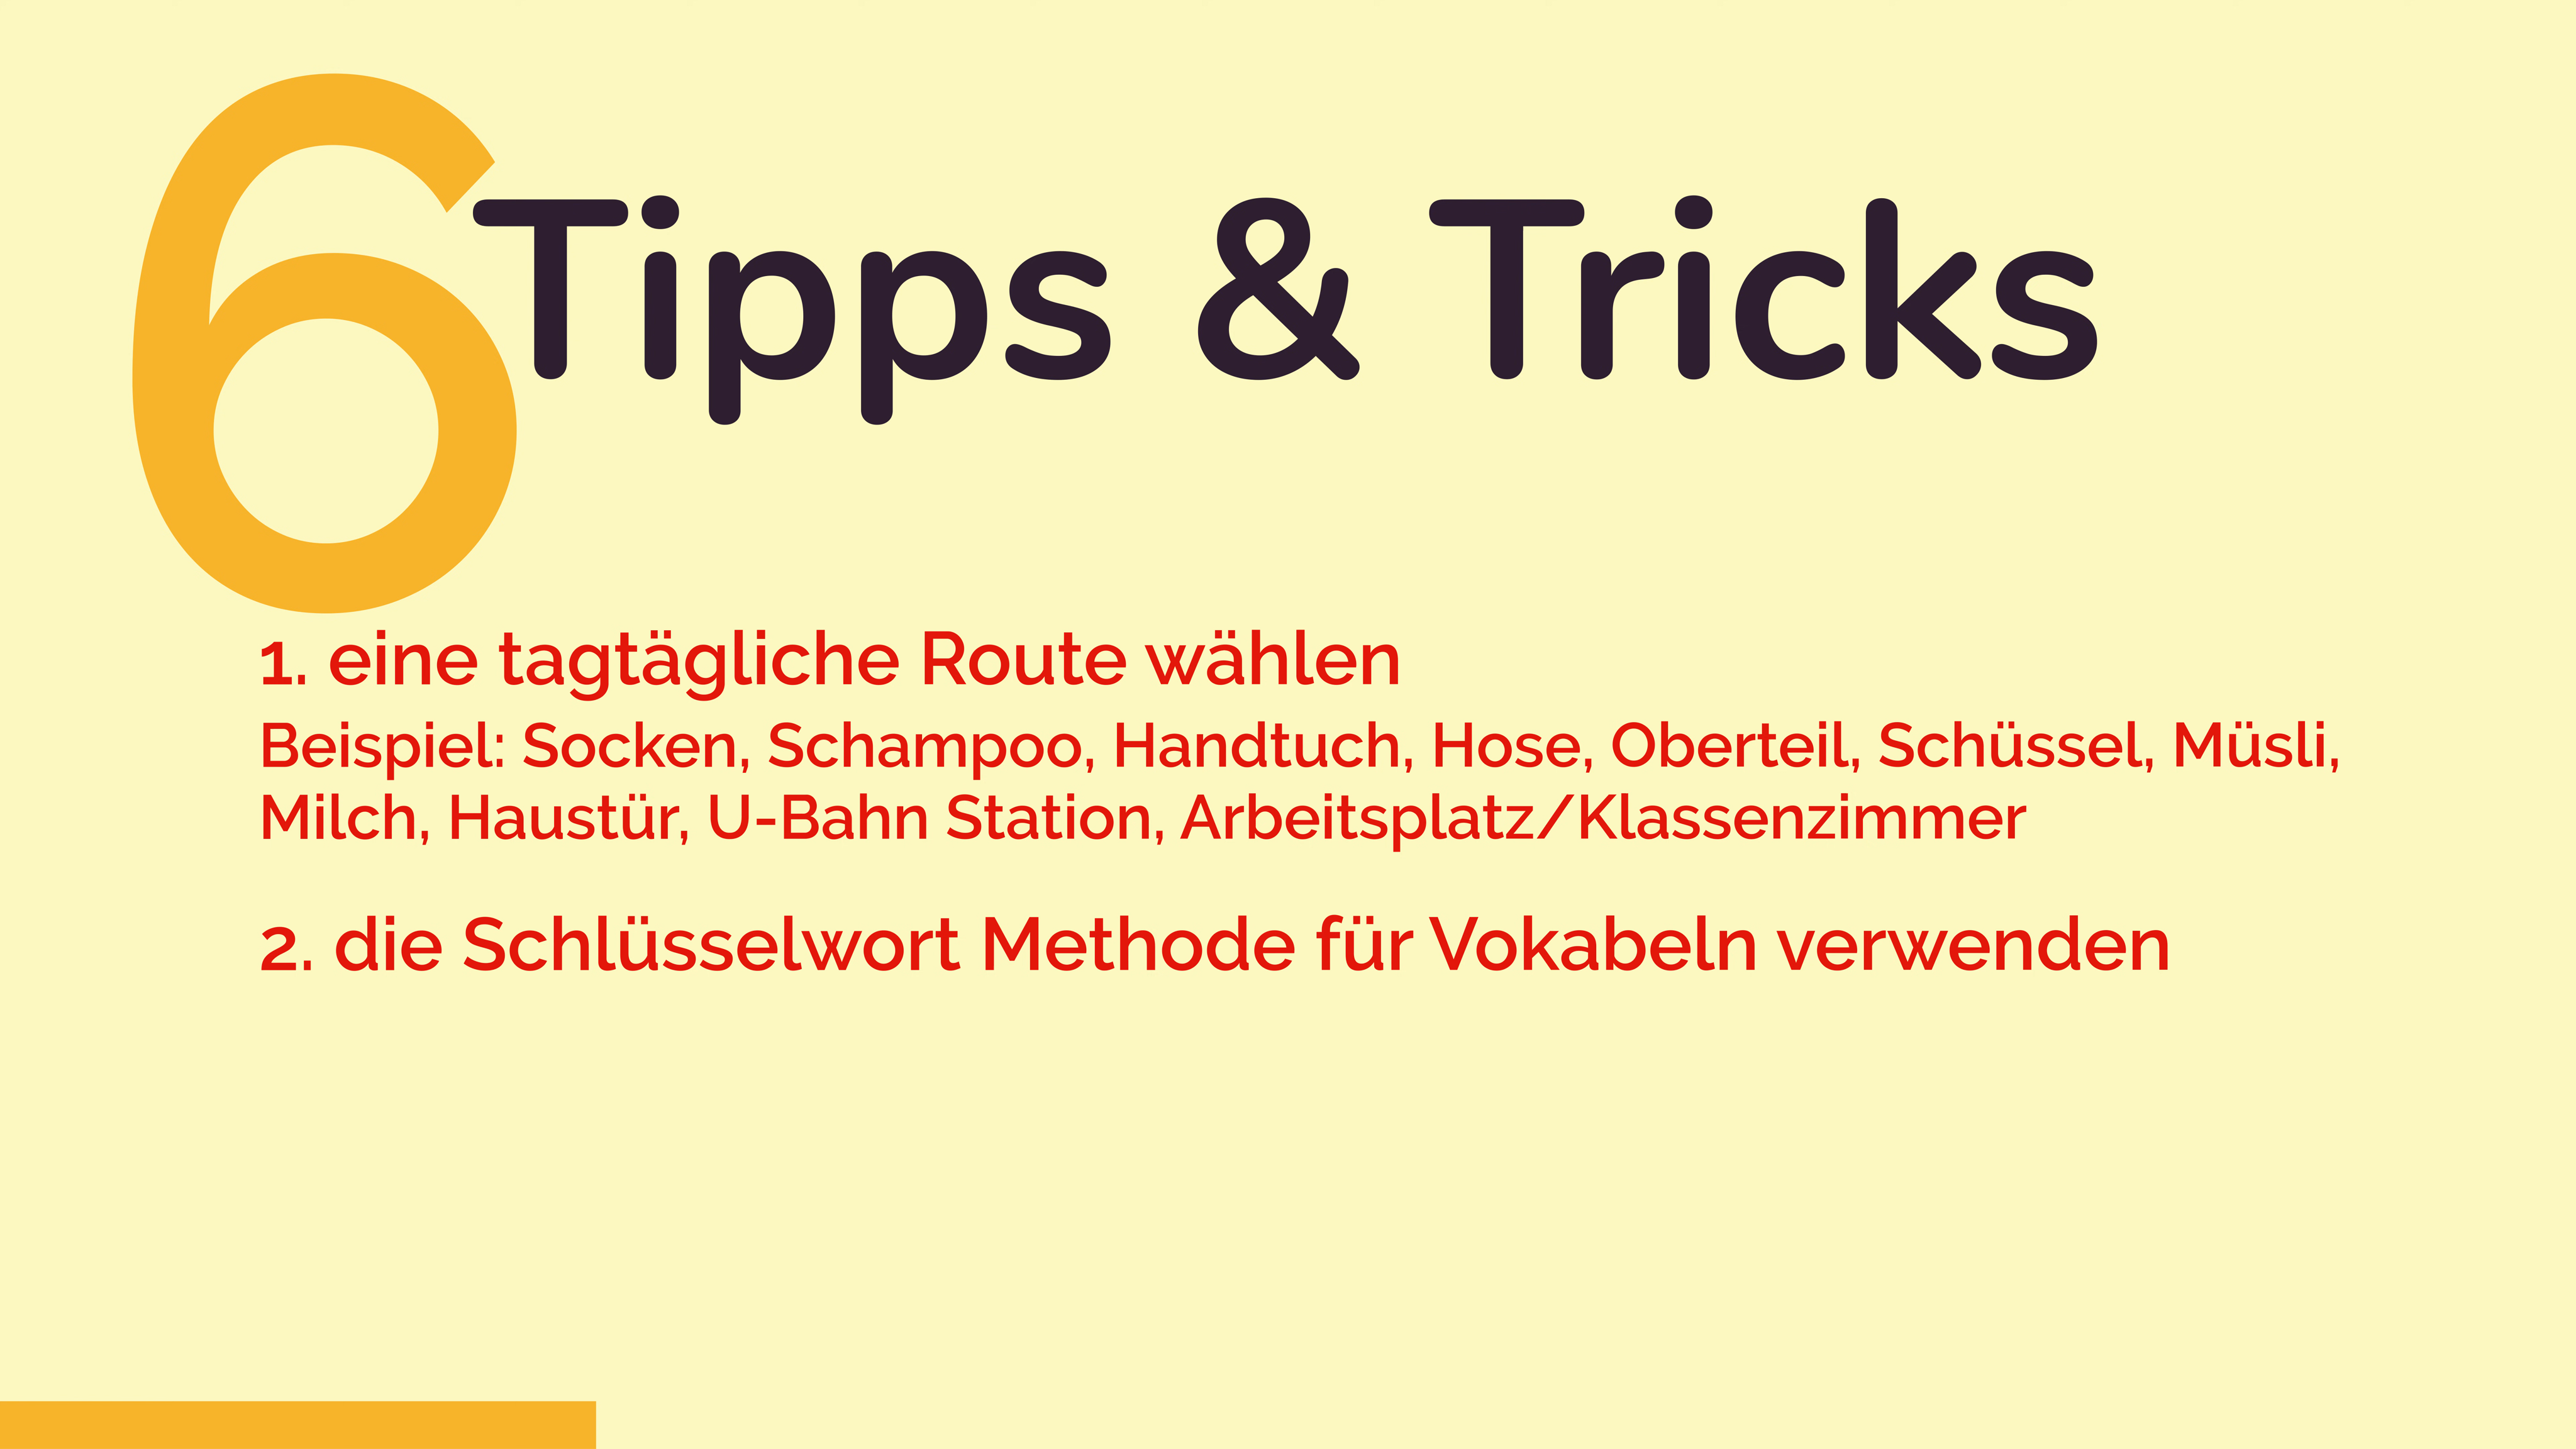 6 Tipps & Tricks
1. eine tagtägliche Route wählen
Beispiel: Socken, Schampoo, Handtuch, Hose, Oberteil, Schüssel, Müsli,
Milch, Haustür, U-Bahn Station, Arbeitsplatz/Klassenzimmer
2. die Schlüsselwort Methode für Vokabeln verwenden